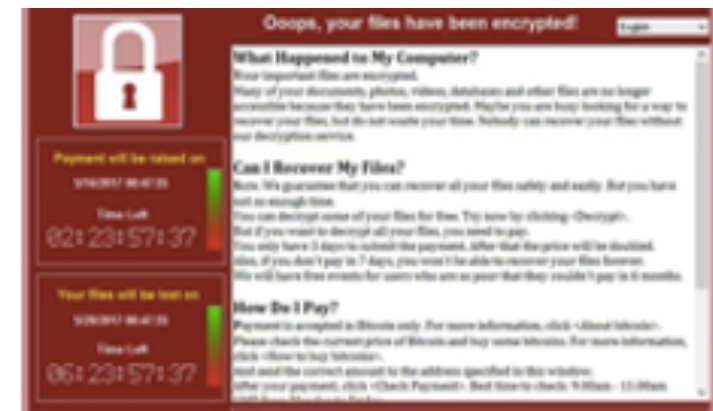 Ooops, your files have been encrypted!
English
What Happened to My Computer?
Your important files are encrypted.
Many of your documents, photos, videos, databases and other files are no longer
accessible because they have been encrypted. Maybe you are busy looking for a way to
recover your files, but do not waste your time. Nobody can recover your files without
our decryption service.
Can I Recover My Files?
Sure. We guarantee that you can recover all your files safely and easily. But you have
not so enough time.
You can decrypt some of your files for free. Try now by clicking <Decrypt>.
But if you want to decrypt all your files, you need to pay.
You only have 3 days to submit the payment. After that the price will be doubled.
Also, if you don't pay in 7 days, you won't be able to recover your files forever.
We will have free events for users who are so poor that they couldn't pay in 6 months.
How Do I Pay?
Payment is accepted in Bitcoin only. For more information, click <About bitcoin>.
Please check the current price of Bitcoin and buy some bitcoins. For more information,
click <How to buy bitcoins>.
And send the correct amount to the address specified in this window.
After your payment, click <Check Payment>. Best time to check: 9:00am - 11:00am
Payment will be raised on
Time Left
02:23:57:37
Your files will be lost on
Time Left
06:23:57:37